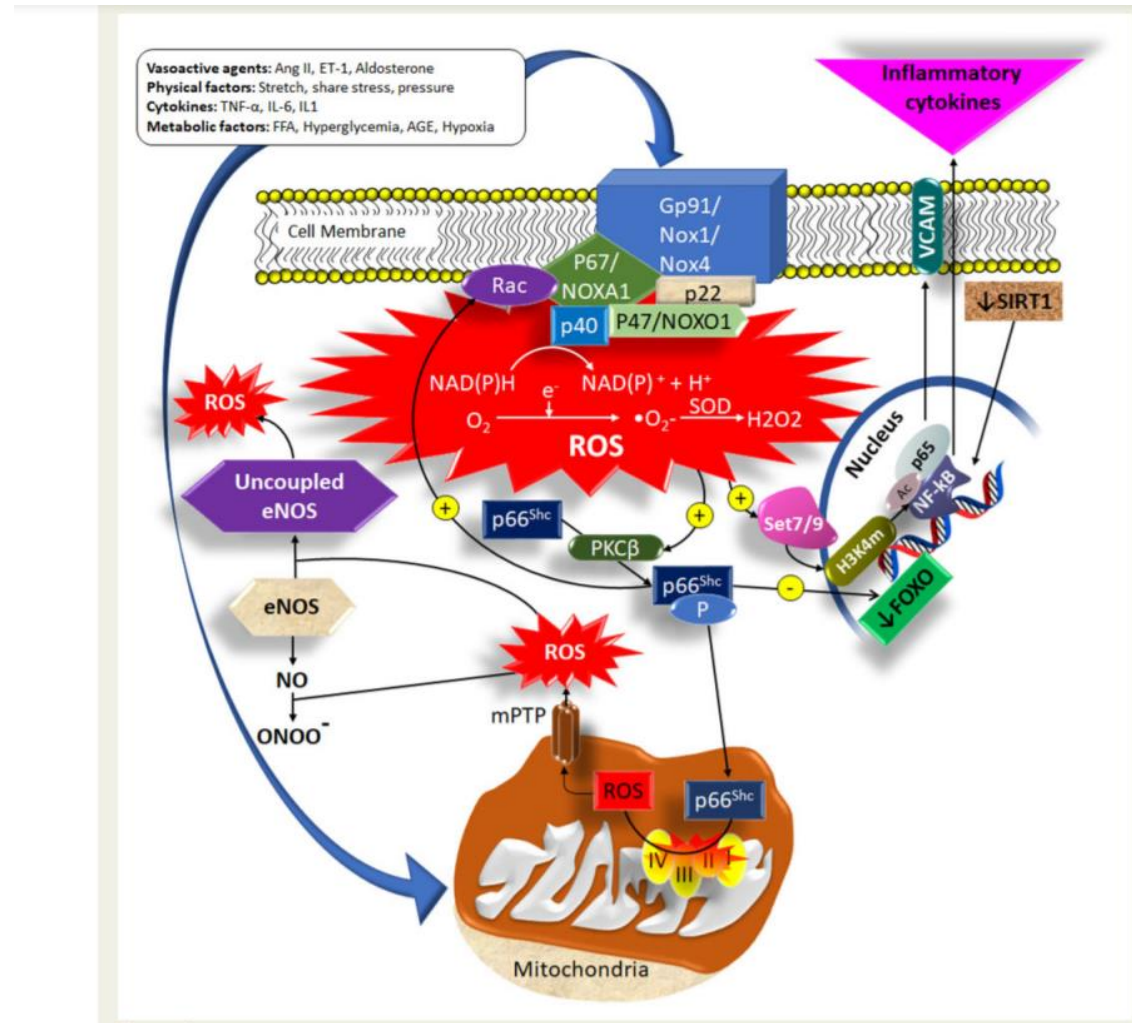 Vasoactive agents: Ang II, ET-1, Aldosterone
Physical factors: Stretch, share stress, pressure
Cytokines: TNF-α, IL-6, IL1
Metabolic factors: FFA, Hyperglycemia, AGE, Hypoxia
Inflammatory
cytokines
Cell Membrane
Gp91/
Nox1/
Nox4
VCAM
P67/
NOXA1
Rac
p22
p40
P47/NOXO1
↓SIRT1
NAD(P)H
NAD(P)⁺ + H⁺
e⁻
O₂
•O₂-
SOD
H2O2
ROS
ROS
Nucleus
p65
Ac
NF-kB
Uncoupled
eNOS
+
+
+
p66ˢʰᶜ
PKCβ
Set7/9
H3K4m
p66ˢʰᶜ
P
-
↓FOXO
eNOS
NO
ONOO⁻
ROS
mPTP
ROS
p66ˢʰᶜ
IV
III
II
I
Mitochondria